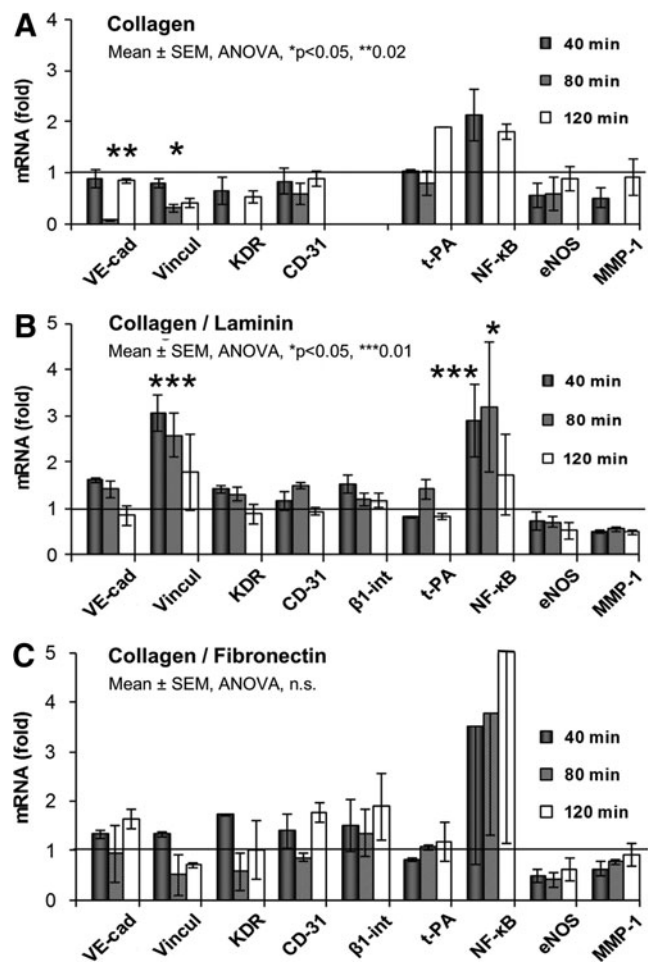 A
Collagen
Mean ± SEM, ANOVA, *p<0.05, **0.02
40 min
80 min
120 min
mRNA (fold)
4
3
2
1
0
** *
VE-cad Vincul KDR CD-31 t-PA NF-κB eNOS MMP-1
B
Collagen / Laminin
Mean ± SEM, ANOVA, *p<0.05, ***0.01
40 min
80 min
120 min
mRNA (fold)
5
4
3
2
1
0
*** *** *
VE-cad Vincul KDR CD-31 β1-int t-PA NF-κB eNOS MMP-1
C
Collagen / Fibronectin
Mean ± SEM, ANOVA, n.s.
40 min
80 min
120 min
mRNA (fold)
5
4
3
2
1
0
VE-cad Vincul KDR CD-31 β1-int t-PA NF-κB eNOS MMP-1